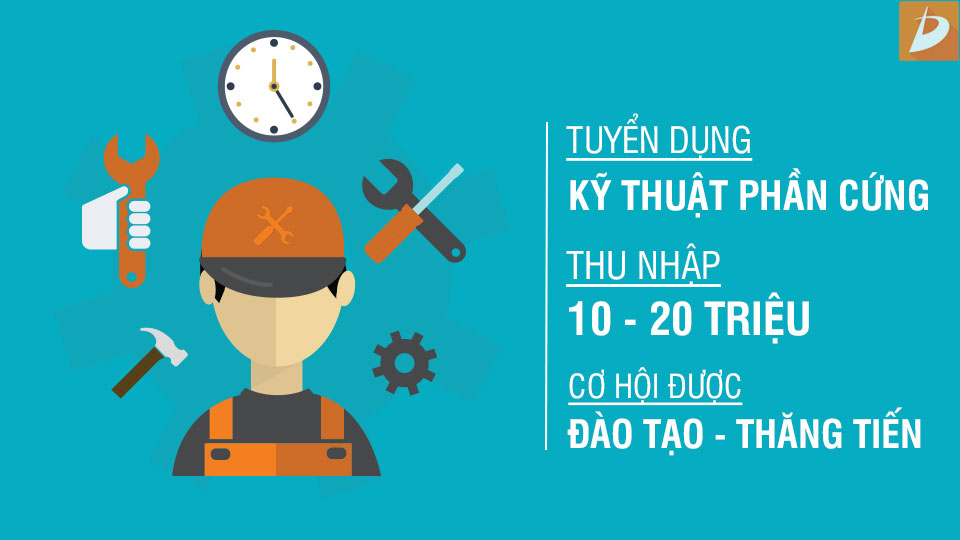 TUYỂN DỤNG
KỸ THUẬT PHẦN CỨNG
THU NHẬP
10 - 20 TRIỆU
CƠ HỘI ĐƯỢC
ĐÀO TẠO - THĂNG TIẾN